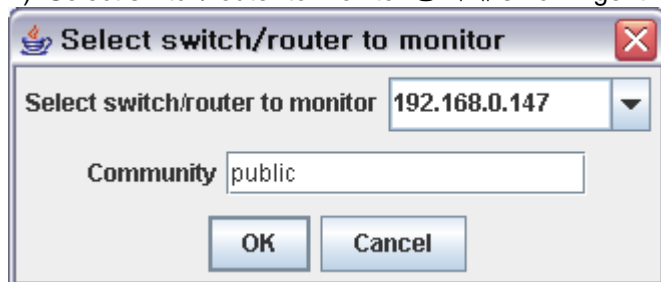 Select switch/router to monitor
Select switch/router to monitor 192.168.0.147
Community public
OK Cancel